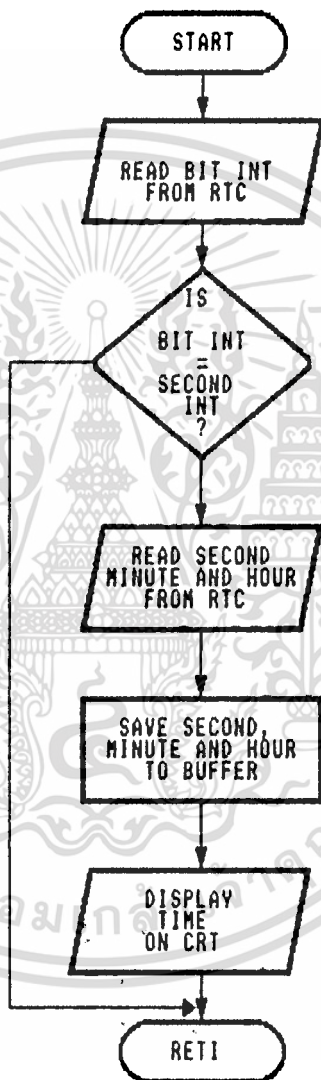 START
READ BIT INT
FROM RTC
IS
BIT INT
=
SECOND
INT
?
READ SECOND
MINUTE AND HOUR
FROM RTC
SAVE SECOND,
MINUTE AND HOUR
TO BUFFER
DISPLAY
TIME
ON CRT
RETI